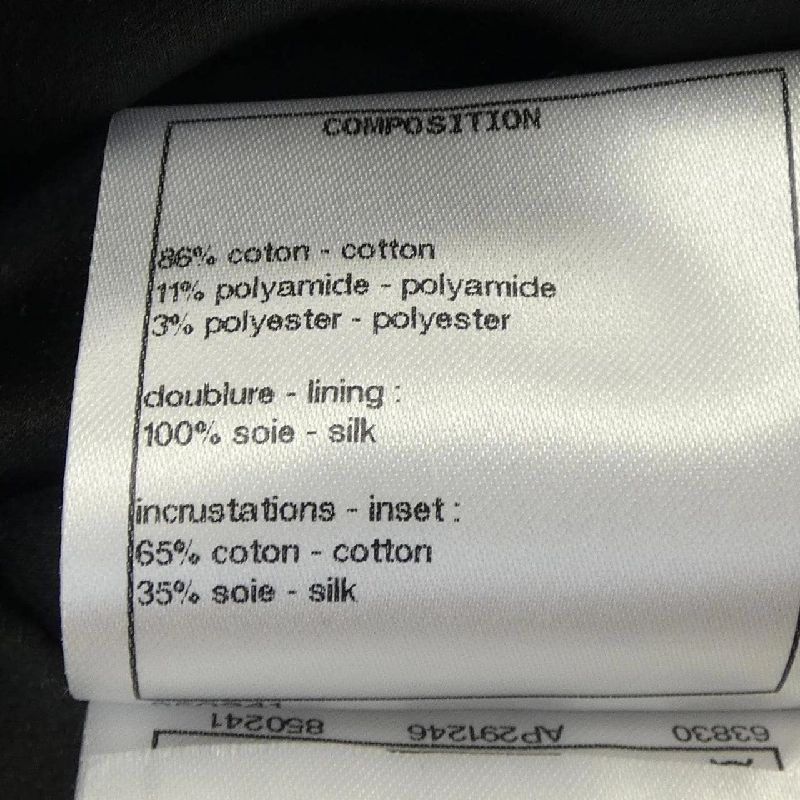 COMPOSITION
86% coton - cotton
11% polyamide - polyamide
3% polyester - polyester
doublure - lining :
100% soie - silk
incrustations - inset :
65% coton - cotton
35% soie - silk
63830 AP291246 850241